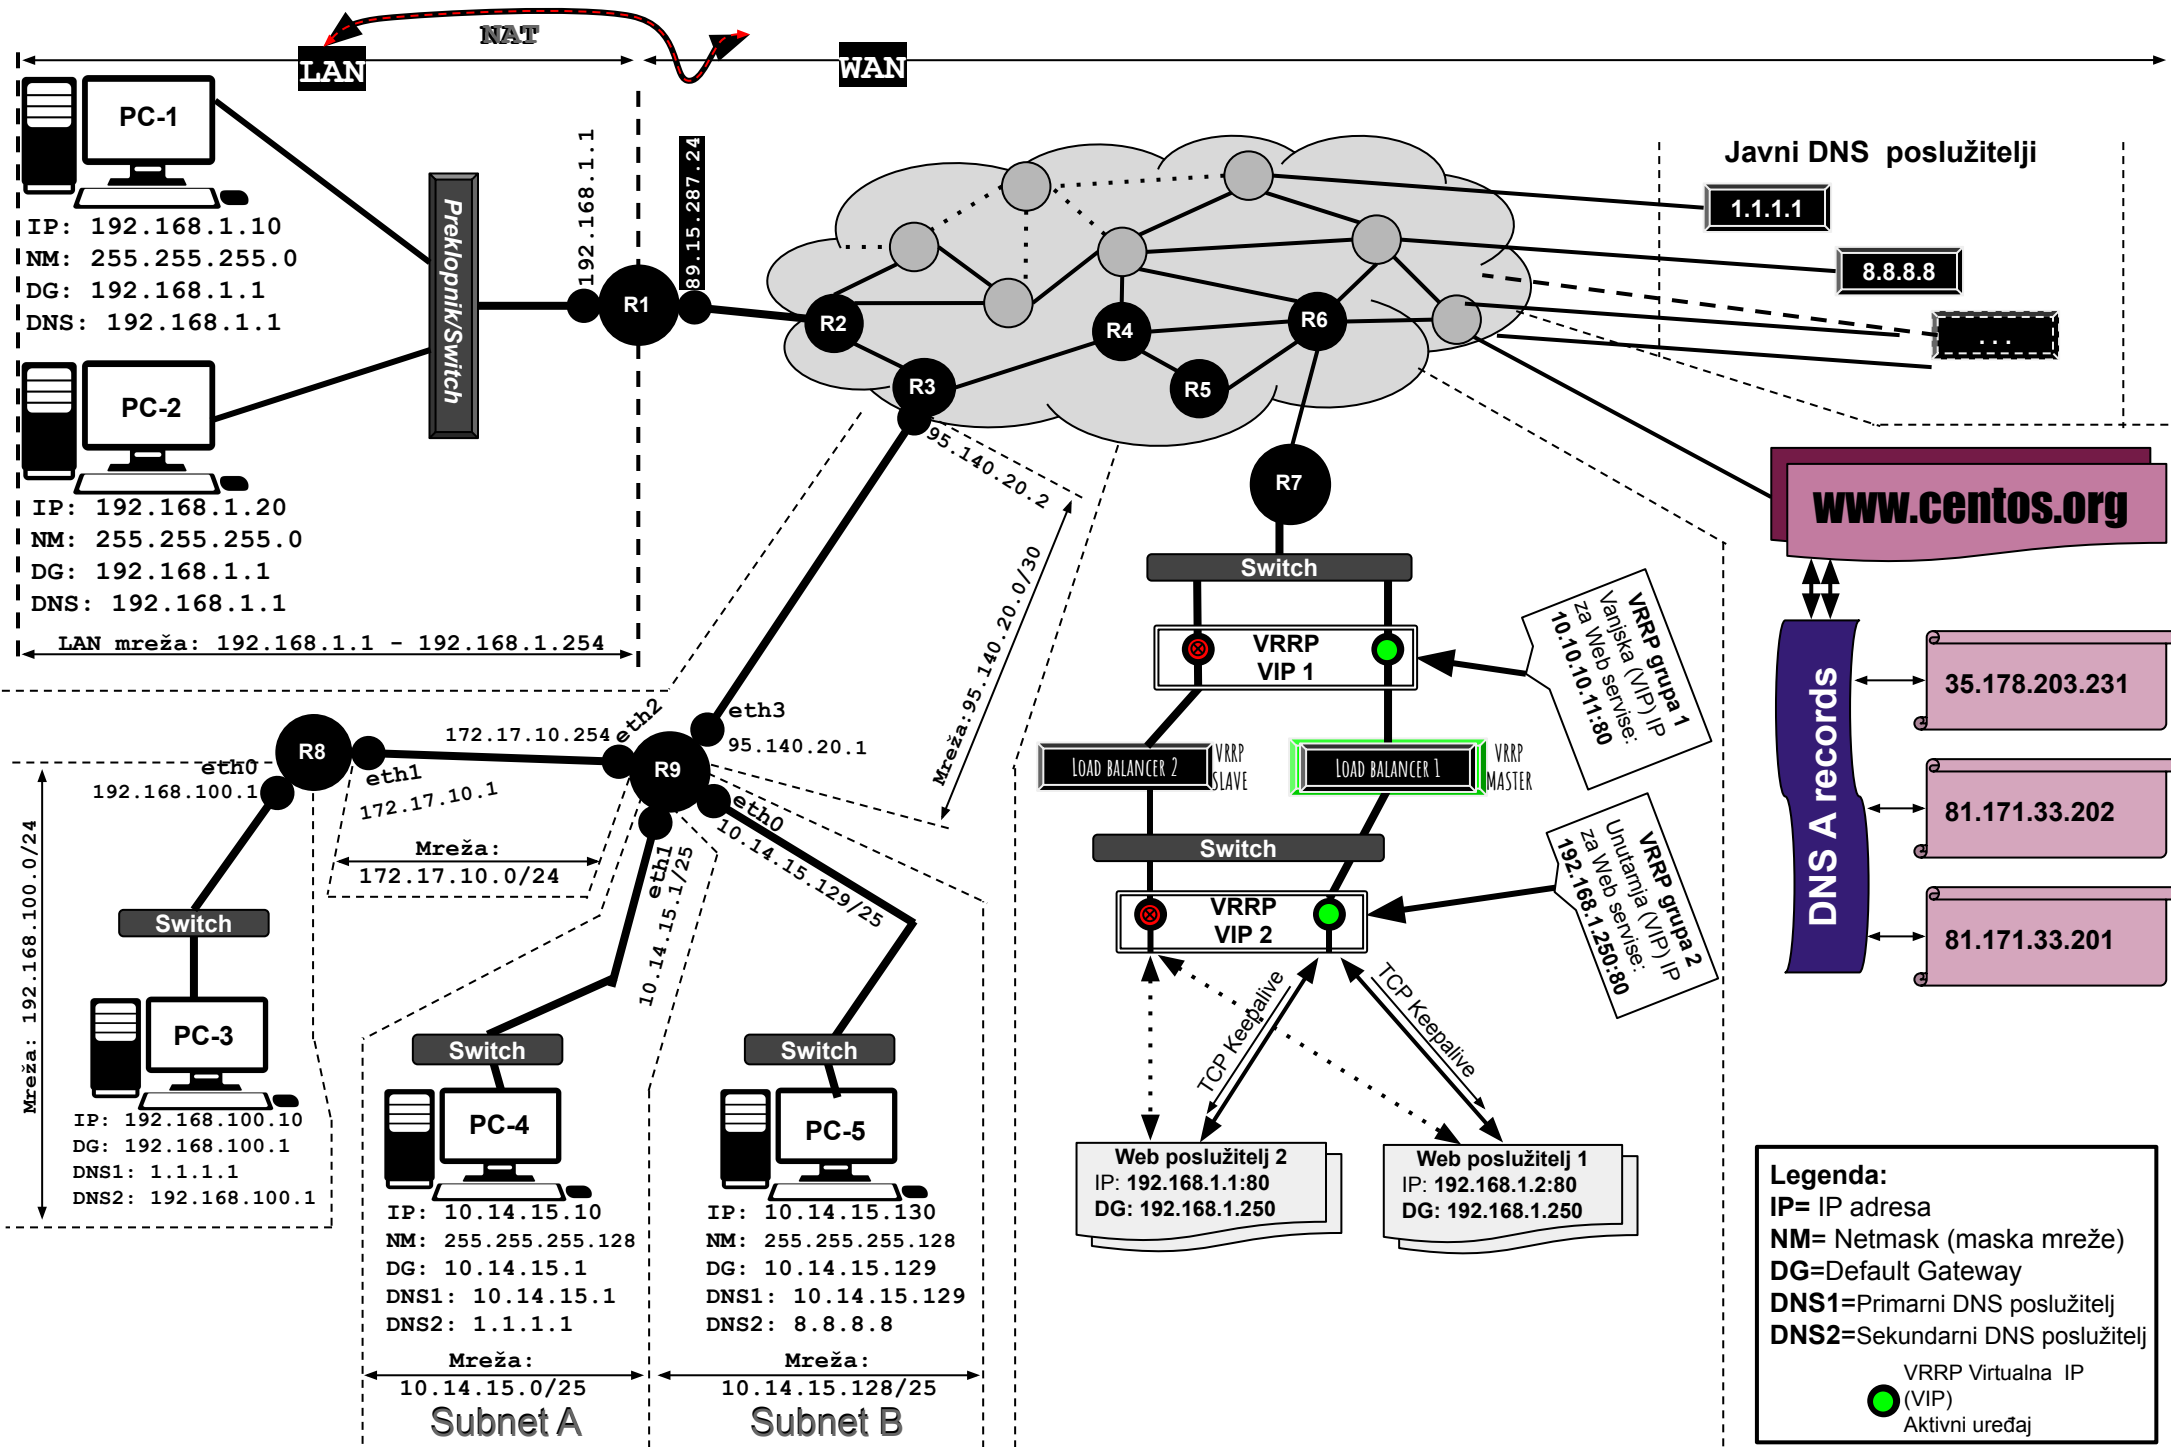 NAT
LAN
WAN
PC-1
IP: 192.168.1.10
NM: 255.255.255.0
DG: 192.168.1.1
DNS: 192.168.1.1
PC-2
IP: 192.168.1.20
NM: 255.255.255.0
DG: 192.168.1.1
DNS: 192.168.1.1
LAN mreža: 192.168.1.1 - 192.168.1.254
Preklopnik/Switch
192.168.1.1
R1
89.15.287.24
R2
R3
R4
R5
R6
R7
Javni DNS poslužitelji
1.1.1.1
8.8.8.8
...
www.centos.org
DNS A records
35.178.203.231
81.171.33.202
81.171.33.201
95.140.20.2
Mreža:95.140.20.0/30
eth3
95.140.20.1
eth2
172.17.10.254
R9
R8
eth1
172.17.10.1
eth0
192.168.100.1
Mreža:
172.17.10.0/24
Mreža: 192.168.100.0/24
Switch
PC-3
IP: 192.168.100.10
DG: 192.168.100.1
DNS1: 1.1.1.1
DNS2: 192.168.100.1
eth1
10.14.15.1/25
eth0
10.14.15.129/25
Switch
PC-4
IP: 10.14.15.10
NM: 255.255.255.128
DG: 10.14.15.1
DNS1: 10.14.15.1
DNS2: 1.1.1.1
Mreža:
10.14.15.0/25
Subnet A
Switch
PC-5
IP: 10.14.15.130
NM: 255.255.255.128
DG: 10.14.15.129
DNS1: 10.14.15.129
DNS2: 8.8.8.8
Mreža:
10.14.15.128/25
Subnet B
Switch
VRRP
VIP 1
VRRP grupa 1
Vanjska (VIP) IP
za Web servise:
10.10.10.11:80
Load balancer 2
VRRP
SLAVE
Load balancer 1
VRRP
MASTER
Switch
VRRP
VIP 2
VRRP grupa 2
Unutarnja (VIP) IP
za Web servise:
192.168.1.250:80
TCP Keepalive
TCP Keepalive
Web poslužitelj 2
IP: 192.168.1.1:80
DG: 192.168.1.250
Web poslužitelj 1
IP: 192.168.1.2:80
DG: 192.168.1.250
Legenda:
IP= IP adresa
NM= Netmask (maska mreže)
DG=Default Gateway
DNS1=Primarni DNS poslužitelj
DNS2=Sekundarni DNS poslužitelj
VRRP Virtualna IP
(VIP)
Aktivni uređaj